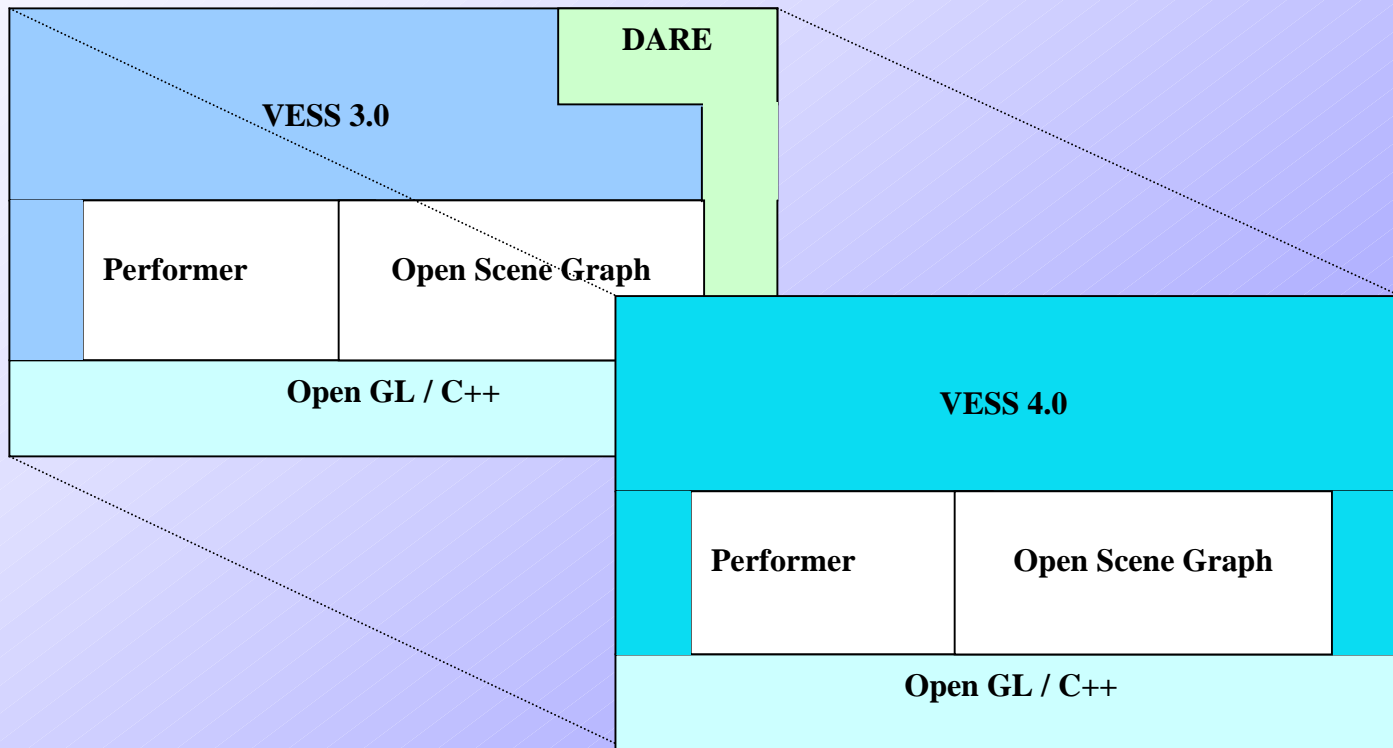 DARE
VESS 3.0
Performer
Open Scene Graph
Open GL / C++
VESS 4.0
Performer
Open Scene Graph
Open GL / C++